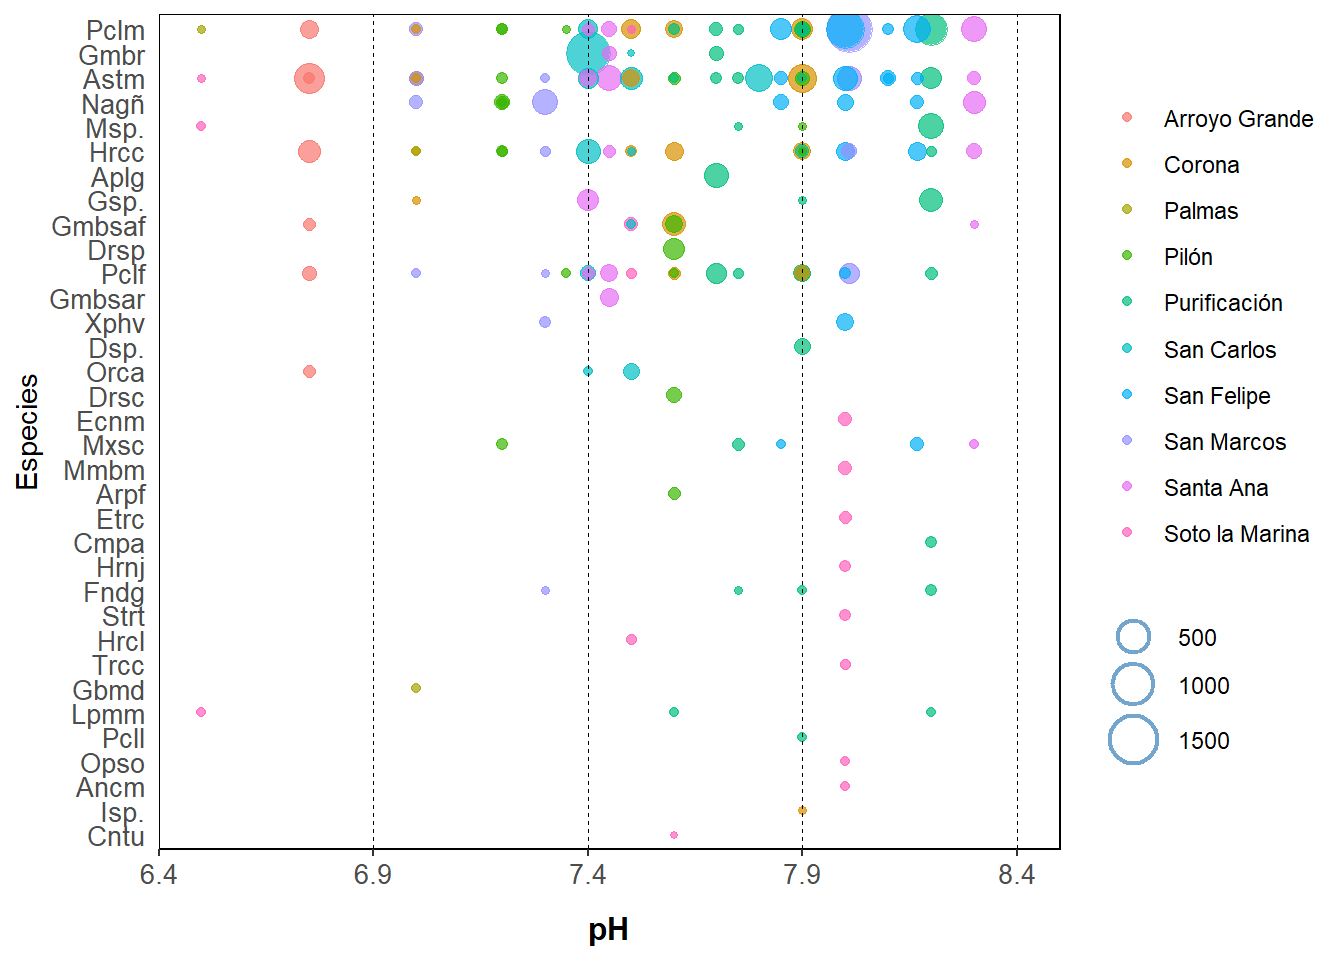 Pclm
Gmbr
Astm
Nagñ
Msp.
Hrcc
Aplg
Gsp.
Gmbsaf
Drsp
Pclf
Gmbsar
Xphv
Dsp.
Orca
Drsc
Ecnm
Mxsc
Mmbm
Arpf
Etrc
Cmpa
Hrnj
Fndg
Strt
Hrcl
Trcc
Gbmd
Lpmm
Pcll
Opso
Ancm
Isp.
Cntu
Especies
6.4 6.9 7.4 7.9 8.4
pH
Arroyo Grande
Corona
Palmas
Pilón
Purificación
San Carlos
San Felipe
San Marcos
Santa Ana
Soto la Marina
500
1000
1500